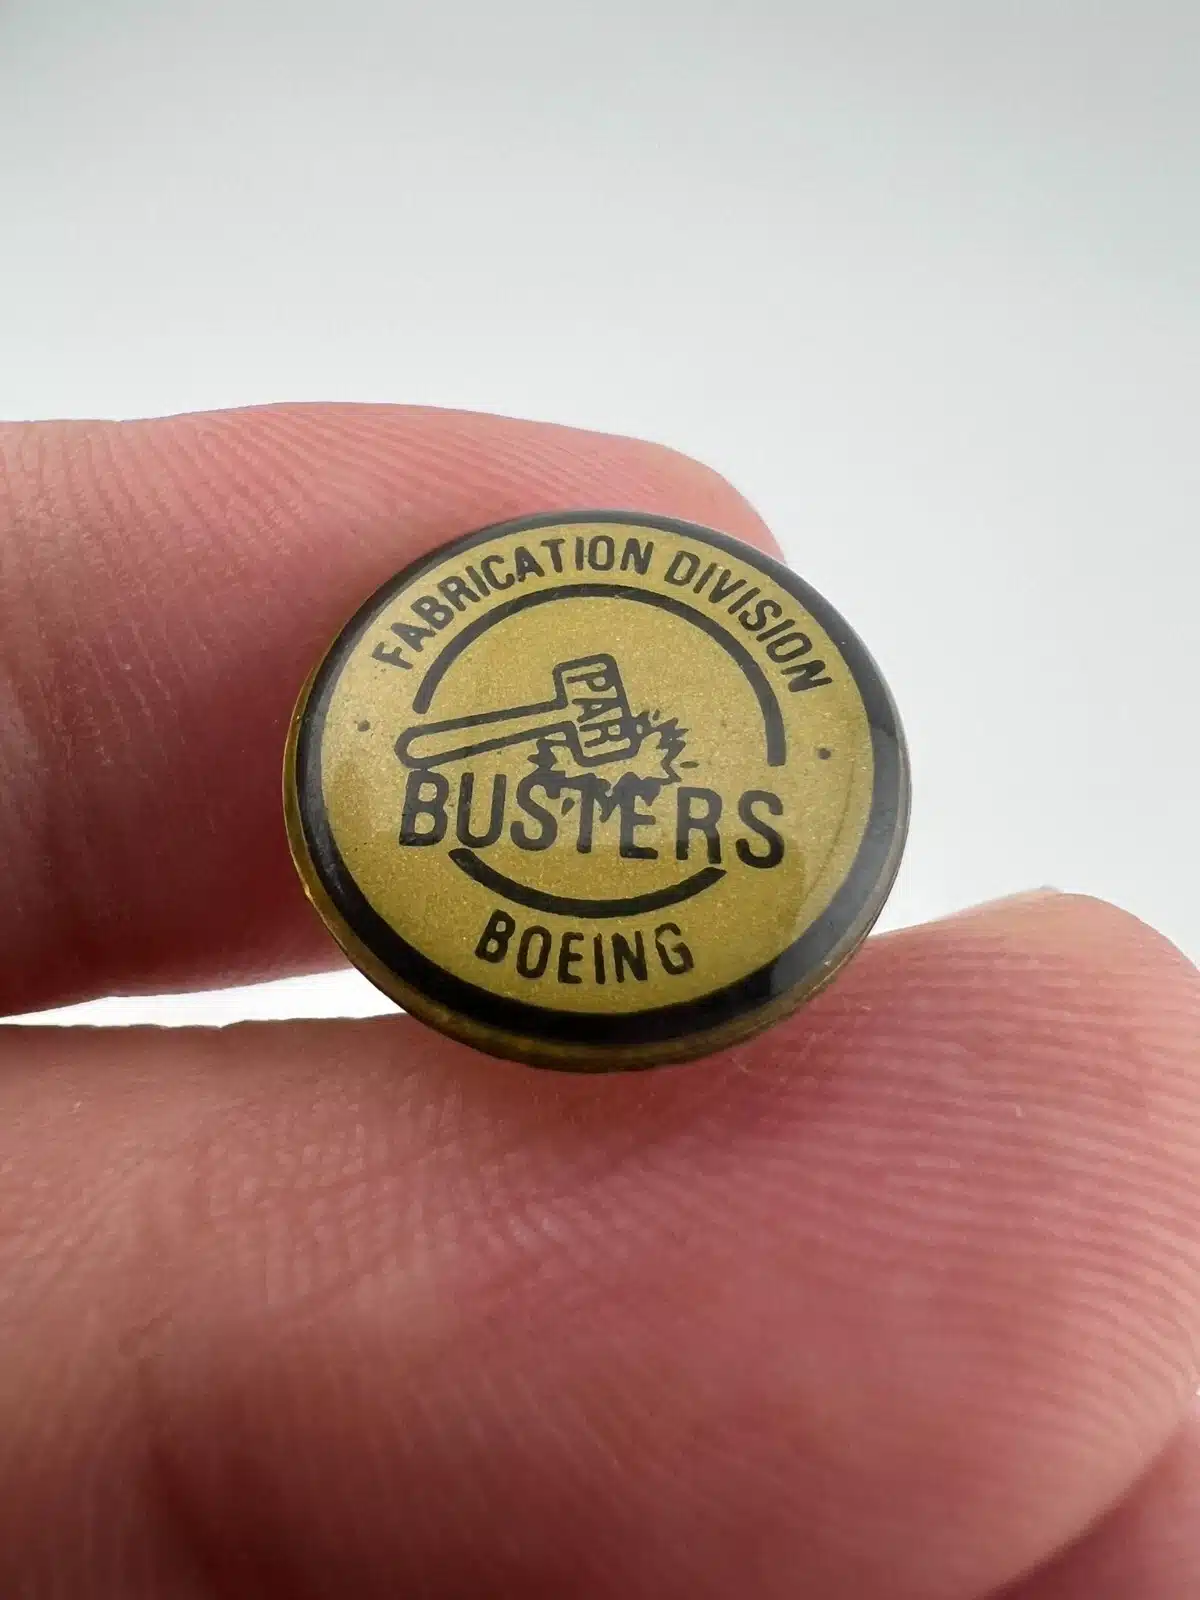 FABRICATION DIVISION
PAR
BUSTERS
BOEING